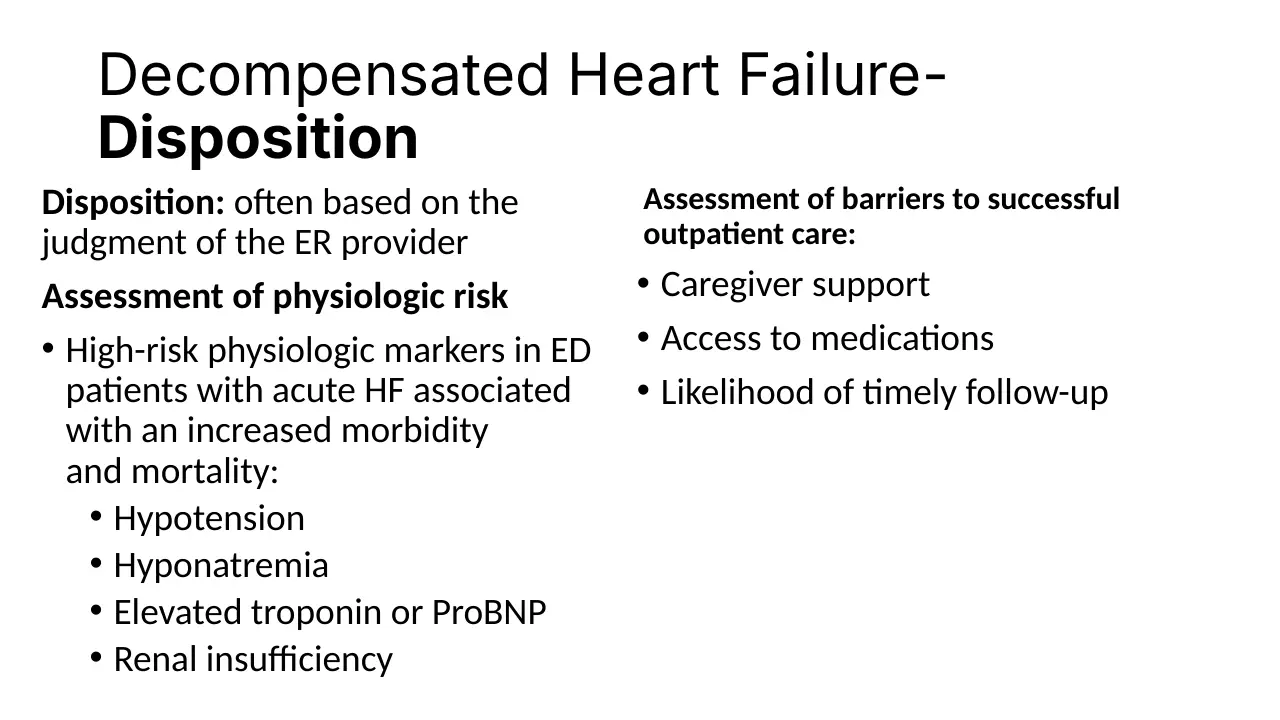 Decompensated Heart Failure-
Disposition
Disposition: often based on the
judgment of the ER provider
Assessment of physiologic risk
• High-risk physiologic markers in ED
patients with acute HF associated
with an increased morbidity
and mortality:
• Hypotension
• Hyponatremia
• Elevated troponin or ProBNP
• Renal insufficiency
Assessment of barriers to successful
outpatient care:
• Caregiver support
• Access to medications
• Likelihood of timely follow-up